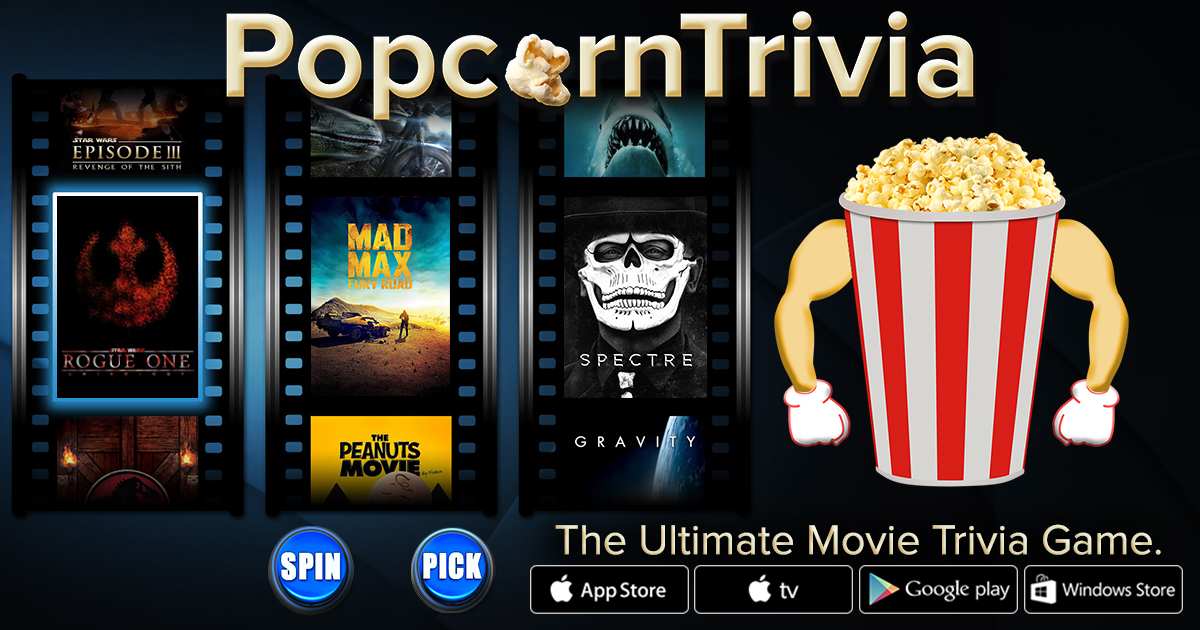 PopcornTrivia
STAR WARS
EPISODE III
REVENGE OF THE SITH
STAR WARS
ROGUE ONE
MAD
MAX
FURY ROAD
THE
PEANUTS
MOVIE
SPECTRE
GRAVITY
SPIN
PICK
The Ultimate Movie Trivia Game.
App Store
tv
Google play
Windows Store